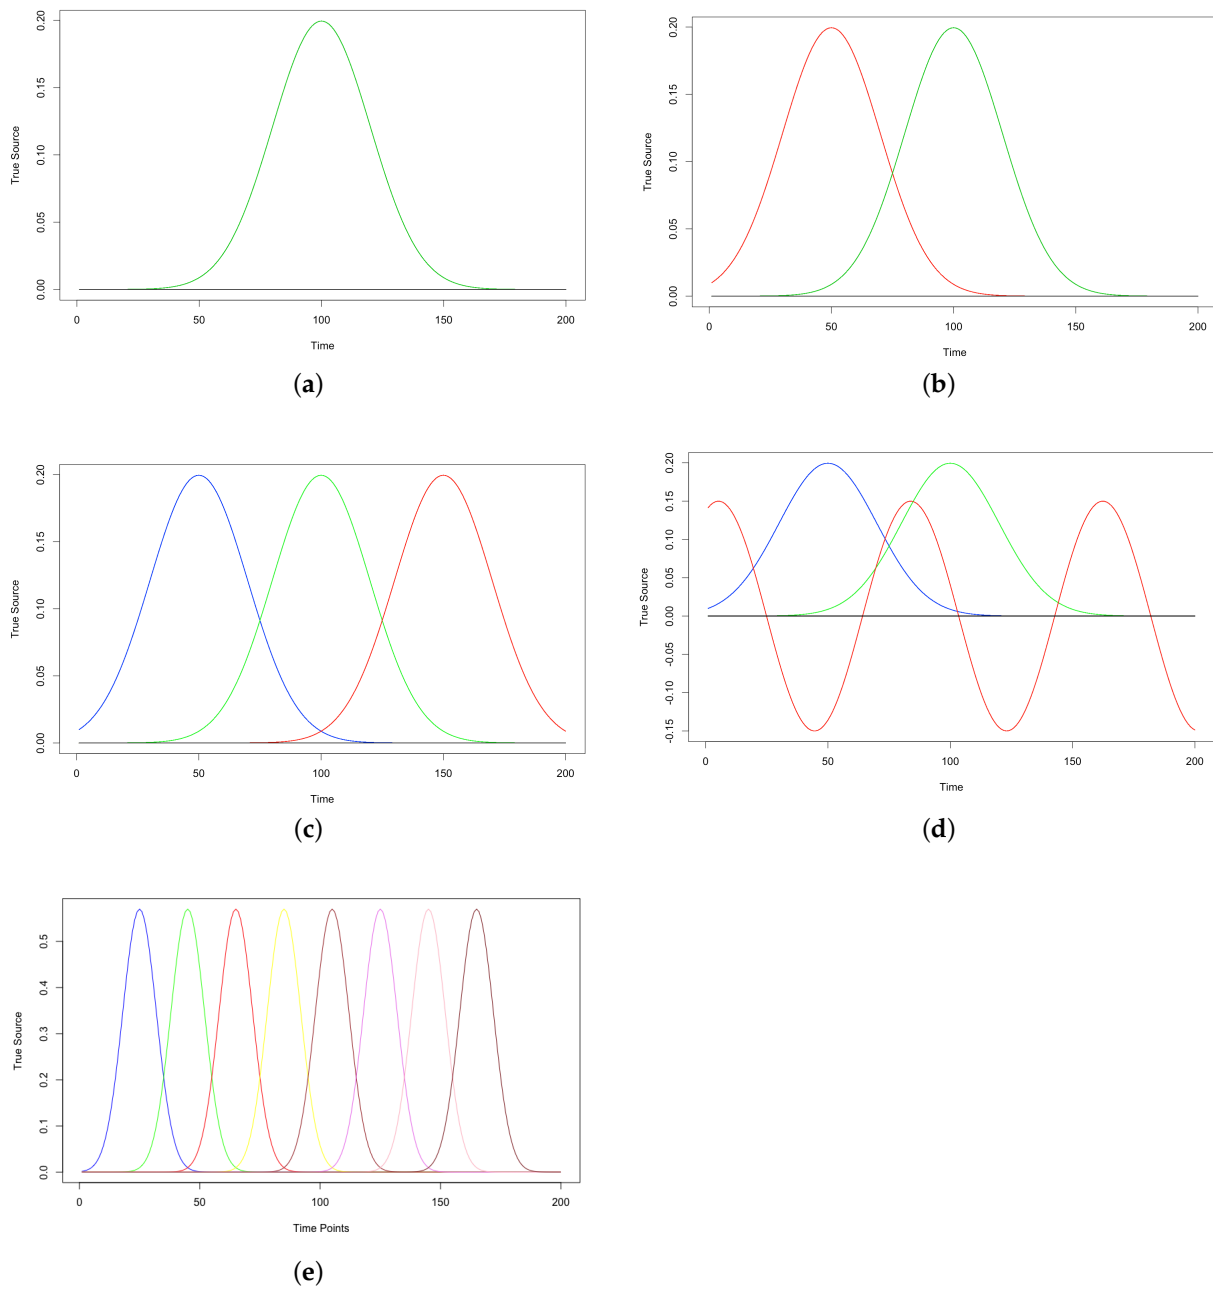 True Source
0.00 0.05 0.10 0.15 0.20
0 50 100 150 200
Time
(a)
True Source
0.00 0.05 0.10 0.15 0.20
0 50 100 150 200
Time
(b)
True Source
0.00 0.05 0.10 0.15 0.20
0 50 100 150 200
Time
(c)
True Source
-0.15 -0.10 -0.05 0.00 0.05 0.10 0.15 0.20
0 50 100 150 200
Time
(d)
True Source
0.0 0.1 0.2 0.3 0.4 0.5
0 50 100 150 200
Time Points
(e)